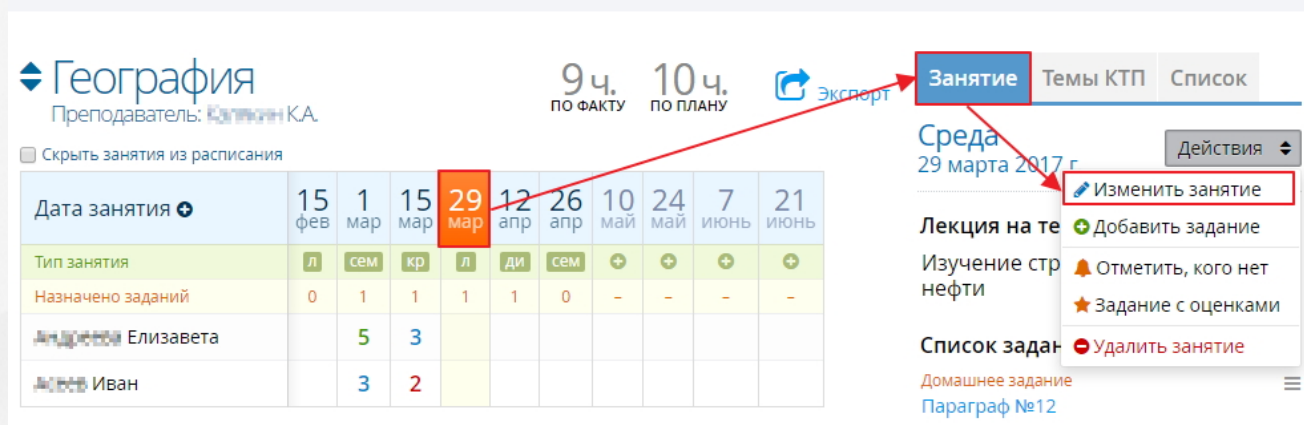 География
Преподаватель: К.А.
9 ч.
ПО ФАКТУ
10 ч.
ПО ПЛАНУ
Экспорт
Скрыть занятия из расписания
Дата занятия 15 фев 1 мар 15 мар 29 мар 12 апр 26 апр 10 май 24 май 7 июнь 21 июнь
Тип занятия л сем кр л ди сем
Назначено заданий 0 1 1 1 1 0 – – – –
Елизавета 5 3
Иван 3 2
Занятие Темы КТП Список
Среда
29 марта 2017 г
Действия
Изменить занятие
Добавить задание
Отметить, кого нет
Задание с оценками
Удалить занятие
Лекция на те
Изучение стр
нефти
Список задан
Домашнее задание
Параграф №12